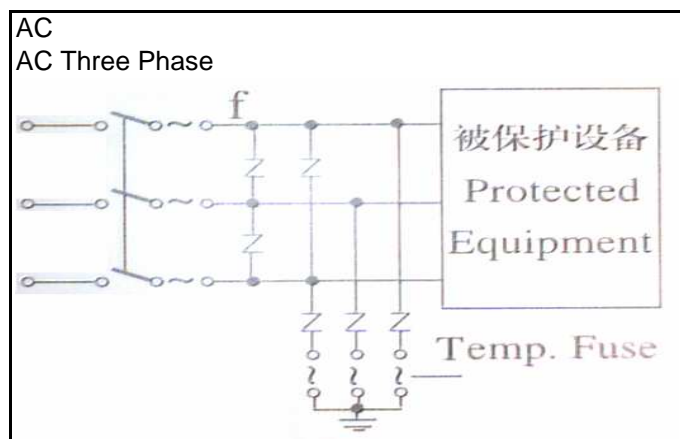 AC
AC Three Phase
f
被保护设备
Protected
Equipment
Temp. Fuse